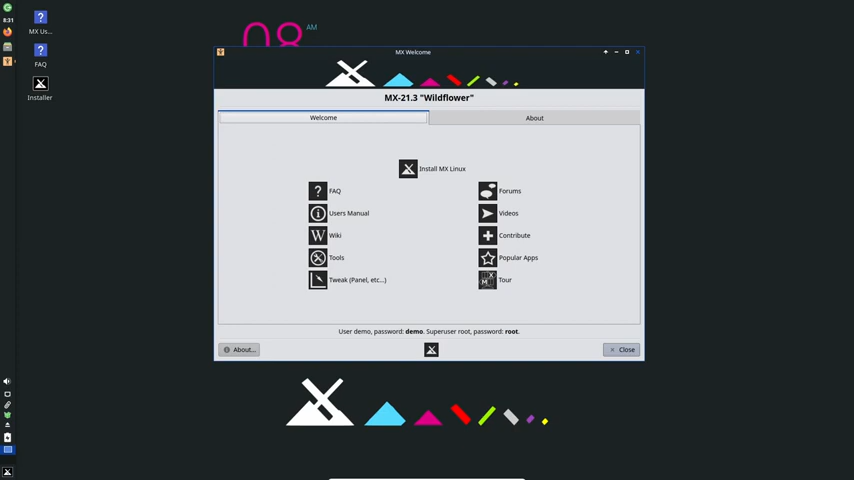 8:31
MX Us...
FAQ
Installer
08
AM
MX Welcome
MX-21.3 "Wildflower"
Welcome
About
Install MX Linux
FAQ
Forums
Users Manual
Videos
Wiki
Contribute
Tools
Popular Apps
Tweak (Panel, etc...)
Tour
User demo, password: demo. Superuser root, password: root.
About...
Close